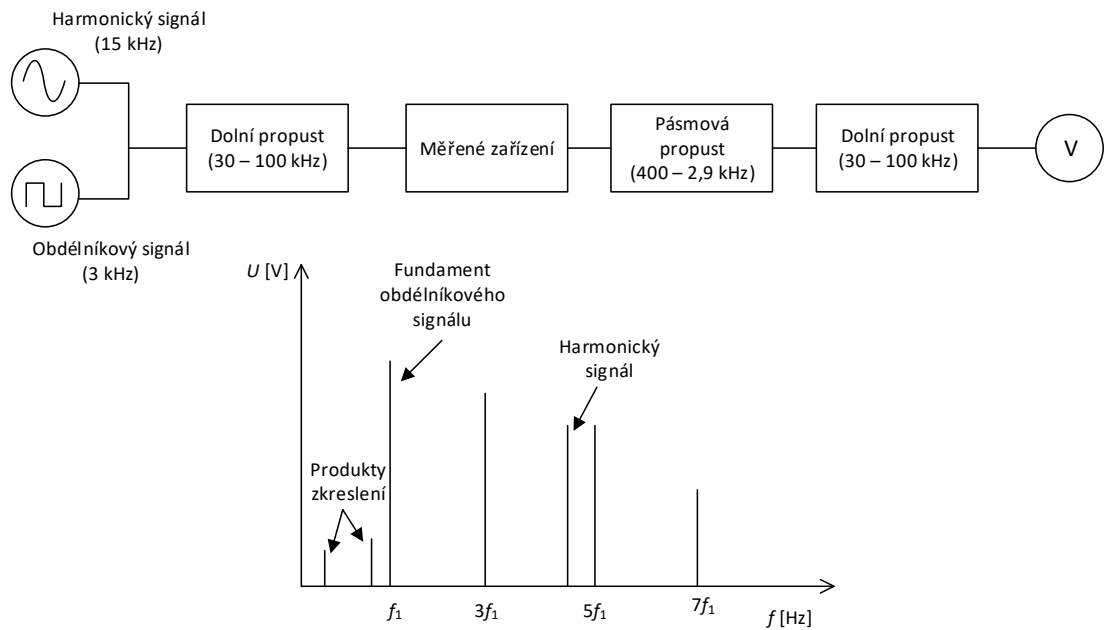 Harmonický signál
(15 kHz)
Dolní propust
(30 – 100 kHz)
Měřené zařízení
Pásmová
propust
(400 – 2,9 kHz)
Dolní propust
(30 – 100 kHz)
V
Obdélníkový signál
(3 kHz)
U [V]
Fundament
obdélníkového
signálu
Harmonický
signál
Produkty
zkreslení
f1
3f1
5f1
7f1
f [Hz]